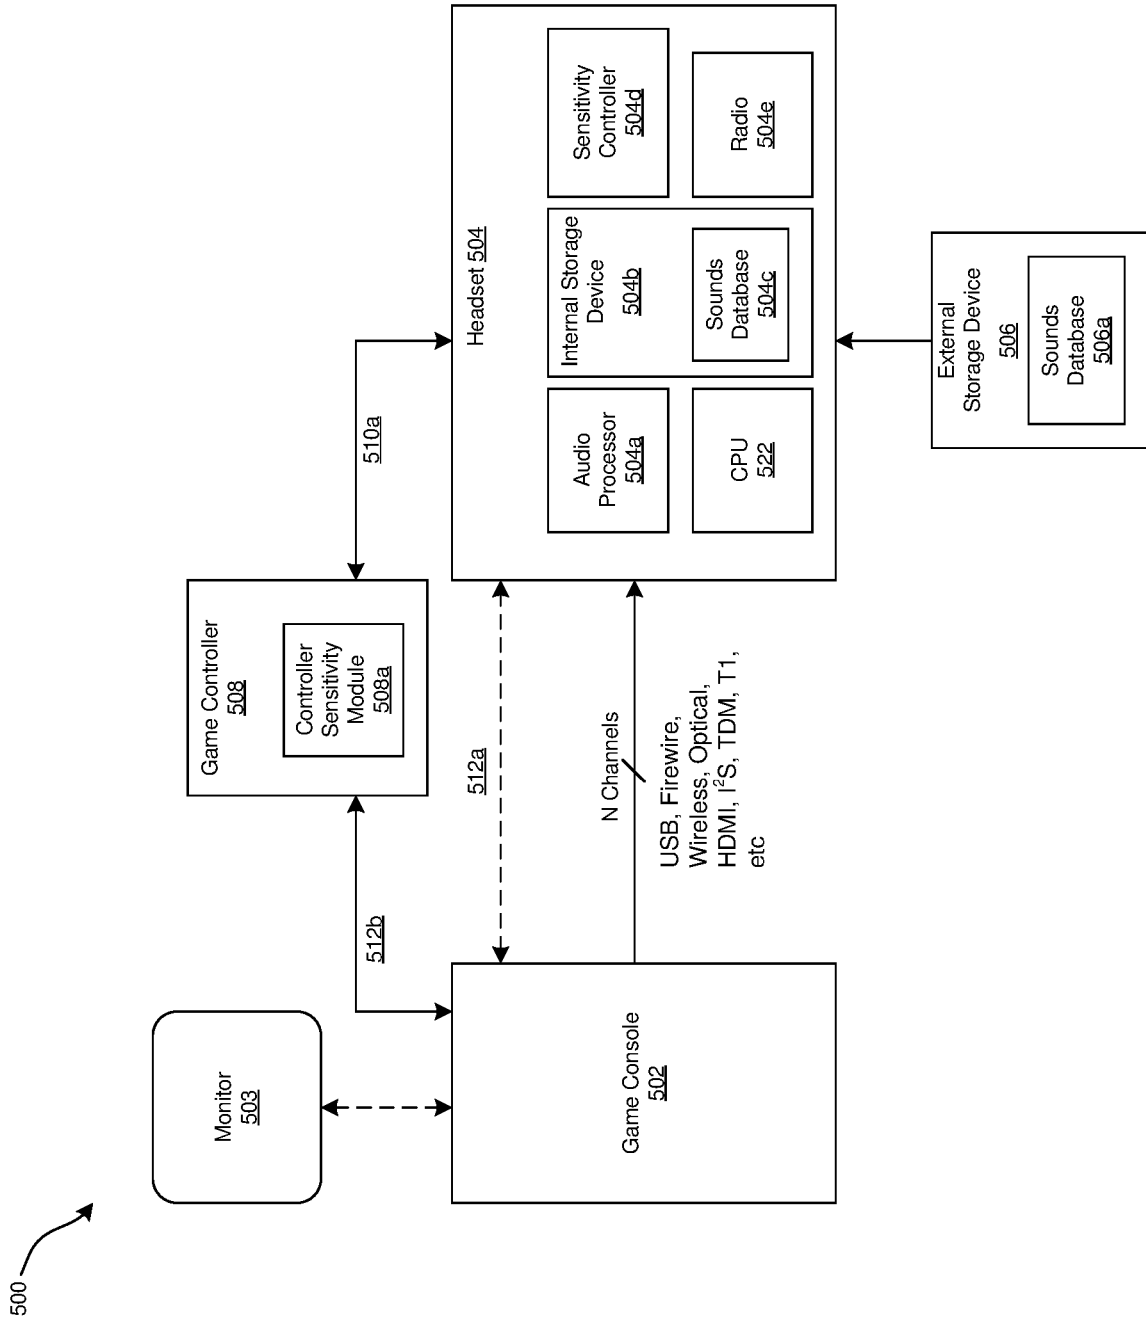 500
Monitor
503
Game Console
502
512b
512a
N Channels
USB, Firewire,
Wireless, Optical,
HDMI, I²S, TDM, T1,
etc
Game Controller
508
Controller
Sensitivity
Module
508a
510a
Headset 504
Audio
Processor
504a
CPU
522
Internal Storage
Device
504b
Sounds
Database
504c
Sensitivity
Controller
504d
Radio
504e
External
Storage Device
506
Sounds
Database
506a